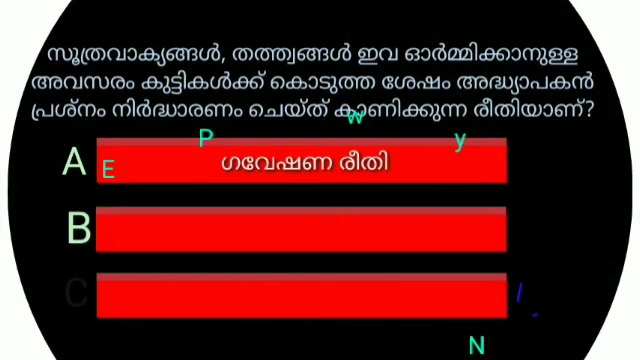 സൂത്രവാക്യങ്ങൾ, തത്ത്വങ്ങൾ ഇവ ഓർമ്മിക്കാനുള്ള
അവസരം കുട്ടികൾക്ക് കൊടുത്ത ശേഷം അദ്ധ്യാപകൻ
പ്രശ്നം നിർദ്ധാരണം ചെയ്ത് കാണിക്കുന്ന രീതിയാണ്?
w
P
y
A
E
ഗവേഷണ രീതി
B
C
N